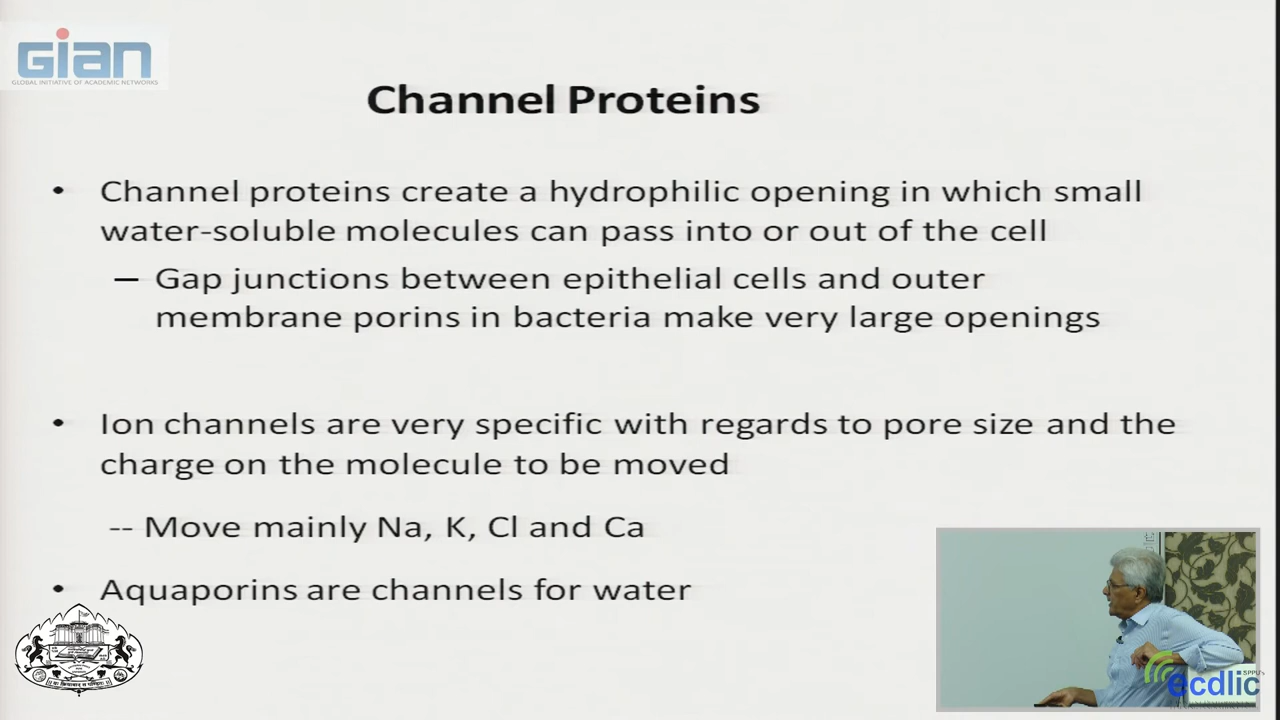 GIAN
GLOBAL INITIATIVE OF ACADEMIC NETWORKS
Channel Proteins
• Channel proteins create a hydrophilic opening in which small
water-soluble molecules can pass into or out of the cell
– Gap junctions between epithelial cells and outer
membrane porins in bacteria make very large openings
• Ion channels are very specific with regards to pore size and the
charge on the molecule to be moved
-- Move mainly Na, K, Cl and Ca
• Aquaporins are channels for water
SPPU's
ecdlic